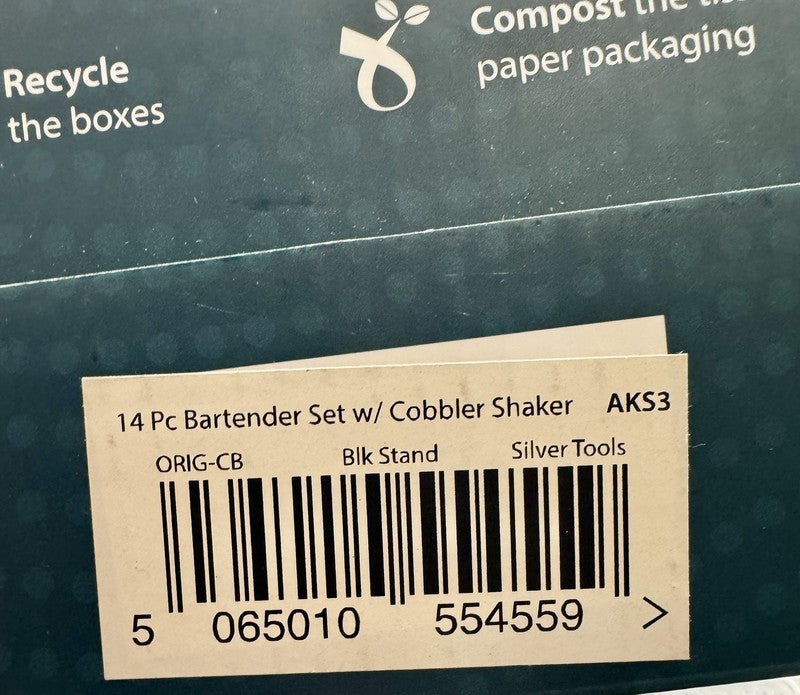 Recycle
the boxes
Compost the
paper packaging
14 Pc Bartender Set w/ Cobbler Shaker AKS3
ORIG-CB Blk Stand Silver Tools
5 065010 554559 >